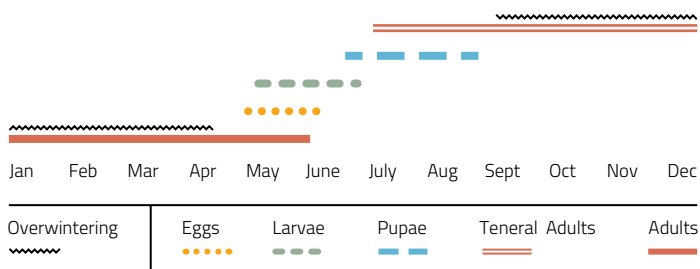 Jan Feb Mar Apr May June July Aug Sept Oct Nov Dec
Overwintering Eggs Larvae Pupae Teneral Adults Adults